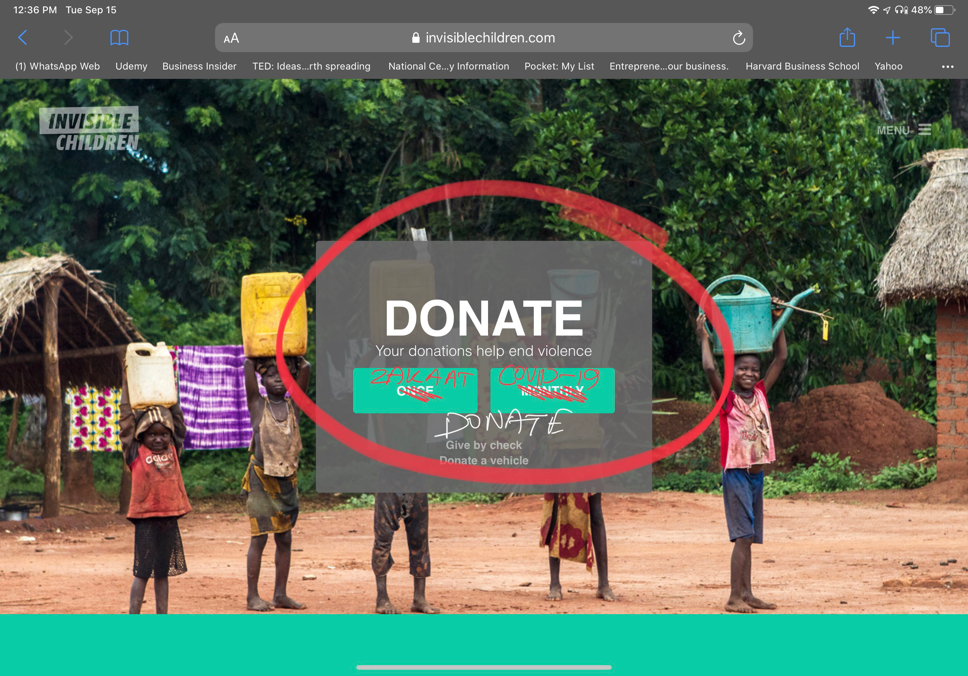 12:36 PM Tue Sep 15 48%
AA invisiblechildren.com
(1) WhatsApp Web Udemy Business Insider TED: Ideas...rth spreading National Ce...y Information Pocket: My List Entreprene...our business. Harvard Business School Yahoo
INVISIBLE
CHILDREN
MENU
DONATE
Your donations help end violence
ZAKAAT COVID-19
ONCE MONTHLY
DONATE
Give by check
Donate a vehicle